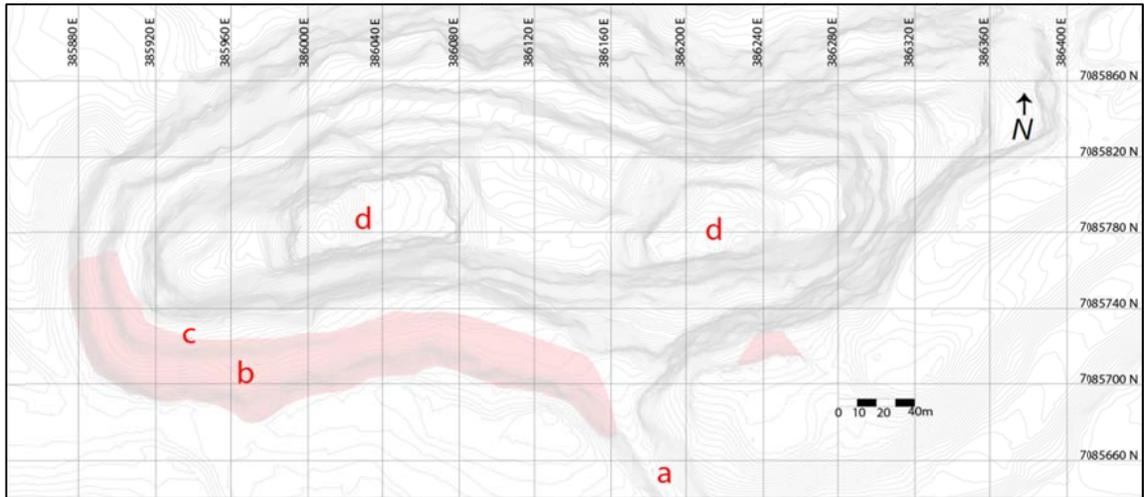 385880 E
385920 E
385960 E
386000 E
386040 E
386080 E
386120 E
386160 E
386200 E
386240 E
386280 E
386320 E
386360 E
386400 E
7085860 N
N
7085820 N
d
d
7085780 N
7085740 N
c
b
7085700 N
0 10 20 40m
7085660 N
a